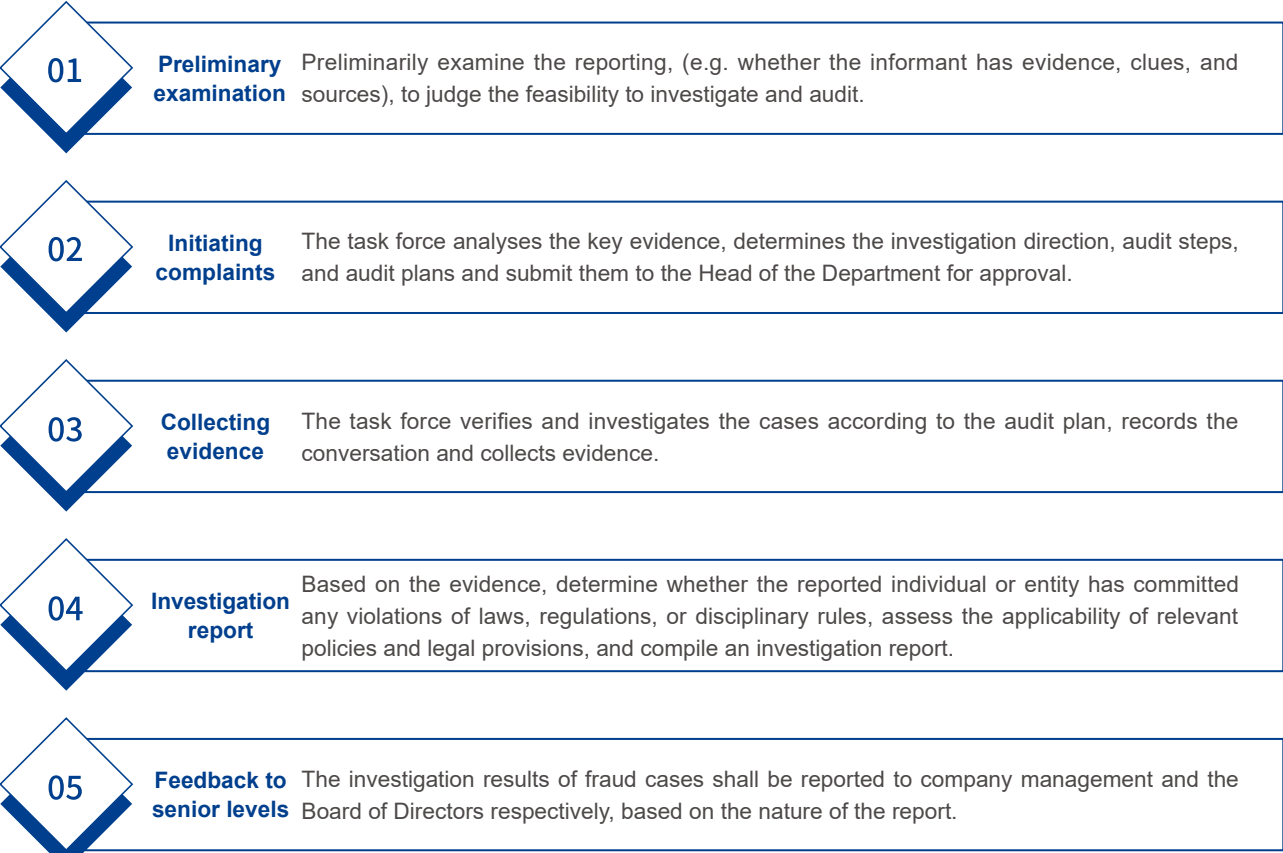 01
Preliminary
examination
Preliminarily examine the reporting, (e.g. whether the informant has evidence, clues, and
sources), to judge the feasibility to investigate and audit.
02
Initiating
complaints
The task force analyses the key evidence, determines the investigation direction, audit steps,
and audit plans and submit them to the Head of the Department for approval.
03
Collecting
evidence
The task force verifies and investigates the cases according to the audit plan, records the
conversation and collects evidence.
04
Investigation
report
Based on the evidence, determine whether the reported individual or entity has committed
any violations of laws, regulations, or disciplinary rules, assess the applicability of relevant
policies and legal provisions, and compile an investigation report.
05
Feedback to
senior levels
The investigation results of fraud cases shall be reported to company management and the
Board of Directors respectively, based on the nature of the report.